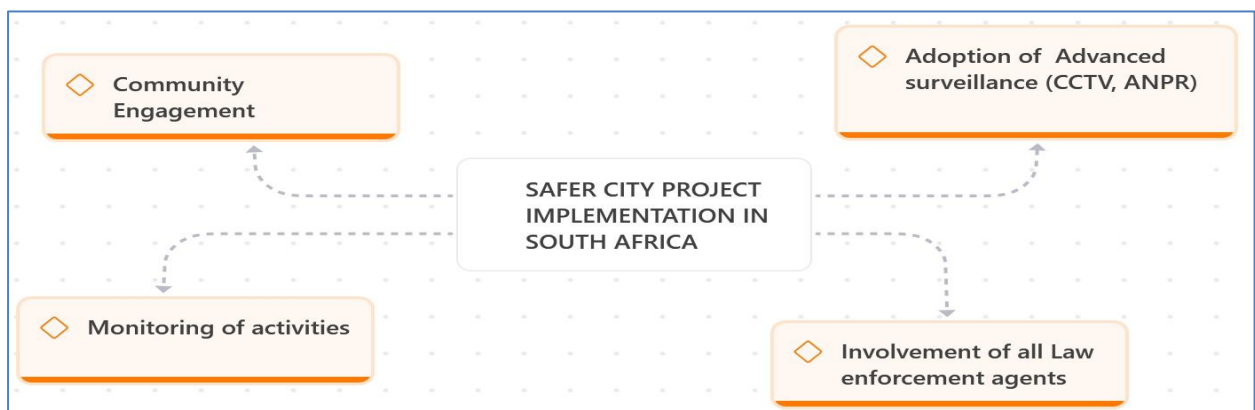 Community
Engagement
Adoption of Advanced
surveillance (CCTV, ANPR)
SAFER CITY PROJECT
IMPLEMENTATION IN
SOUTH AFRICA
Monitoring of activities
Involvement of all Law
enforcement agents